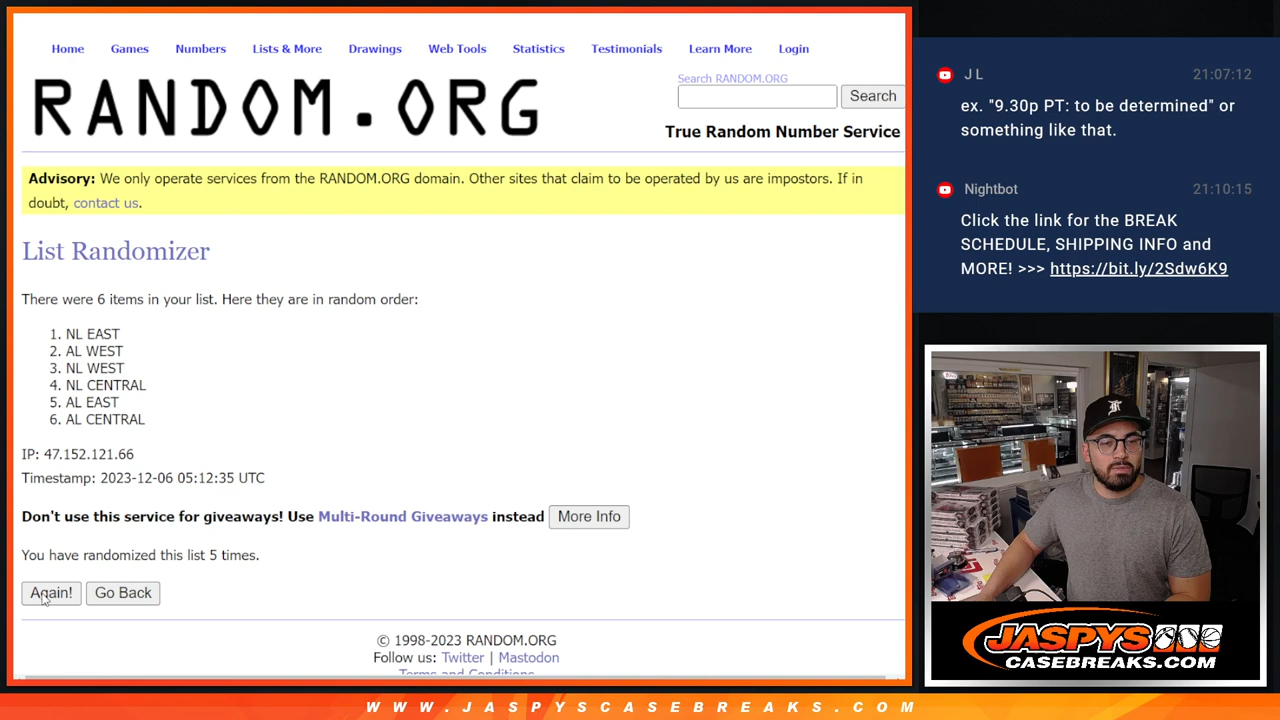 Home Games Numbers Lists & More Drawings Web Tools Statistics Testimonials Learn More Login
RANDOM.ORG
Search RANDOM.ORG
Search
True Random Number Service
Advisory: We only operate services from the RANDOM.ORG domain. Other sites that claim to be operated by us are impostors. If in
doubt, contact us.
List Randomizer
There were 6 items in your list. Here they are in random order:
1. NL EAST
2. AL WEST
3. NL WEST
4. NL CENTRAL
5. AL EAST
6. AL CENTRAL
IP: 47.152.121.66
Timestamp: 2023-12-06 05:12:35 UTC
Don't use this service for giveaways! Use Multi-Round Giveaways instead More Info
You have randomized this list 5 times.
Again! Go Back
© 1998-2023 RANDOM.ORG
Follow us: Twitter | Mastodon
Terms and Conditions
J L 21:07:12
ex. "9.30p PT: to be determined" or
something like that.
Nightbot 21:10:15
Click the link for the BREAK
SCHEDULE, SHIPPING INFO and
MORE! >>> https://bit.ly/2Sdw6K9
JASPYS
CASEBREAKS.COM
WWW.JASPYSCASEBREAKS.COM